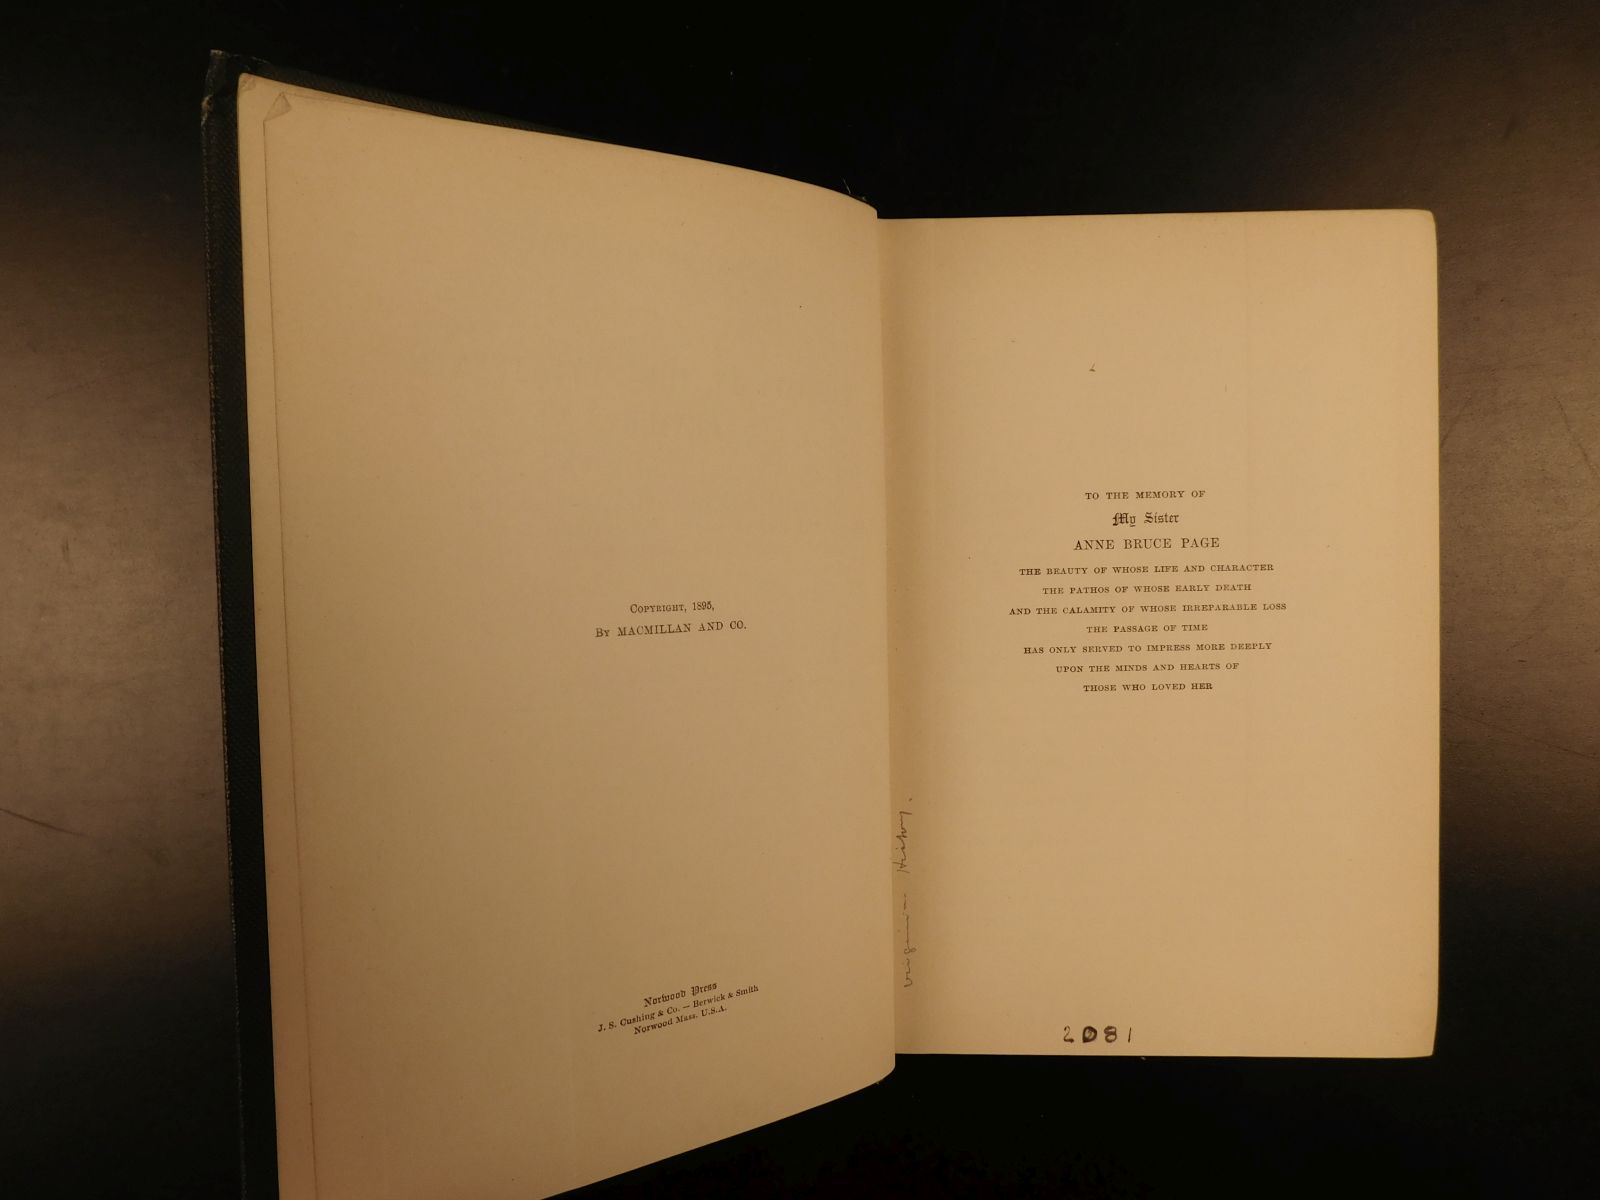 Copyright, 1895,
By MACMILLAN AND CO.
Norwood Press
J. S. Cushing & Co. — Berwick & Smith
Norwood Mass. U.S.A.
TO THE MEMORY OF
My Sister
ANNE BRUCE PAGE
THE BEAUTY OF WHOSE LIFE AND CHARACTER
THE PATHOS OF WHOSE EARLY DEATH
AND THE CALAMITY OF WHOSE IRREPARABLE LOSS
THE PASSAGE OF TIME
HAS ONLY SERVED TO IMPRESS MORE DEEPLY
UPON THE MINDS AND HEARTS OF
THOSE WHO LOVED HER
Virginia History.
2081